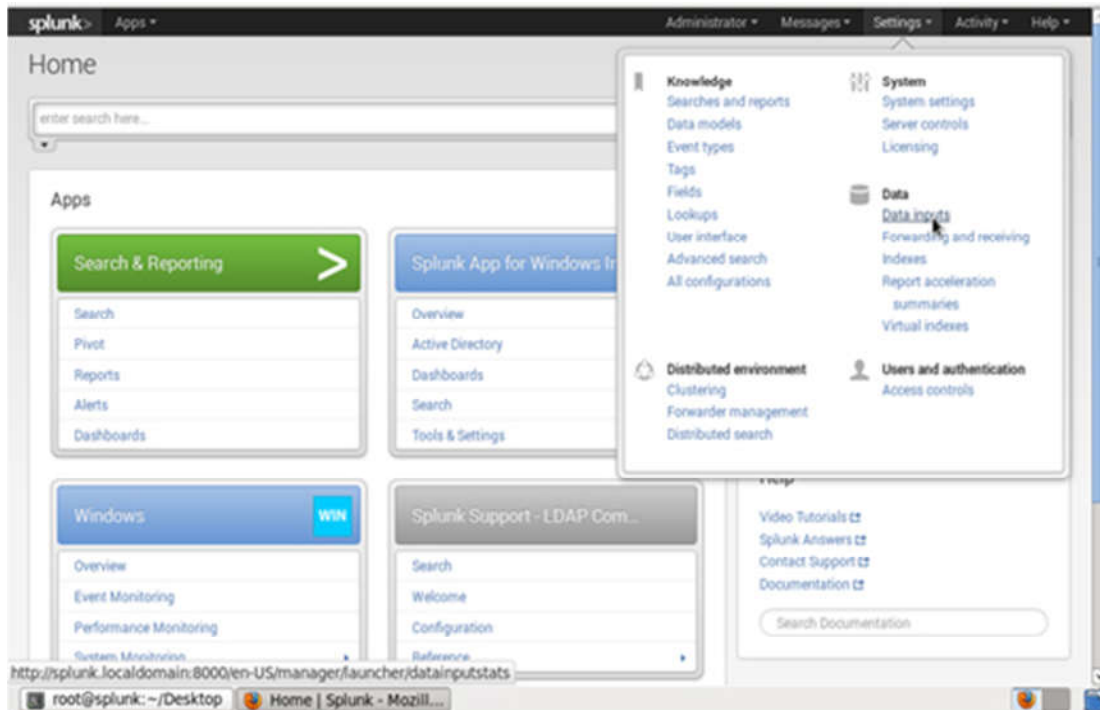 splunk> Apps Administrator Messages Settings Activity Help
Home
enter search here...
Apps
Search & Reporting >
Search
Pivot
Reports
Alerts
Dashboards
Splunk App for Windows
Overview
Active Directory
Dashboards
Search
Tools & Settings
Windows WIN
Overview
Event Monitoring
Performance Monitoring
System Monitoring
Splunk Support - LDAP Com...
Search
Welcome
Configuration
Reference
Knowledge
Searches and reports
Data models
Event types
Tags
Fields
Lookups
User interface
Advanced search
All configurations
System
System settings
Server controls
Licensing
Data
Data inputs
Forwarding and receiving
Indexes
Report acceleration
summaries
Virtual indexes
Distributed environment
Clustering
Forwarder management
Distributed search
Users and authentication
Access controls
Help
Video Tutorials
Splunk Answers
Contact Support
Documentation
Search Documentation
http://splunk.localdomain:8000/en-US/manager/launcher/datainputstats
root@splunk:~/Desktop Home | Splunk - Mozill...